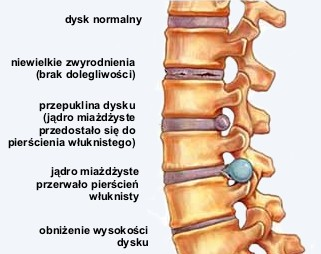 dysk normalny
niewielkie zwyrodnienia
(brak dolegliwości)
przepuklina dysku
(jądro miażdżyste
przedostało się do
pierścienia włuknistego)
jądro miażdżyste
przerwało pierścień
włuknisty
obniżenie wysokości
dysku